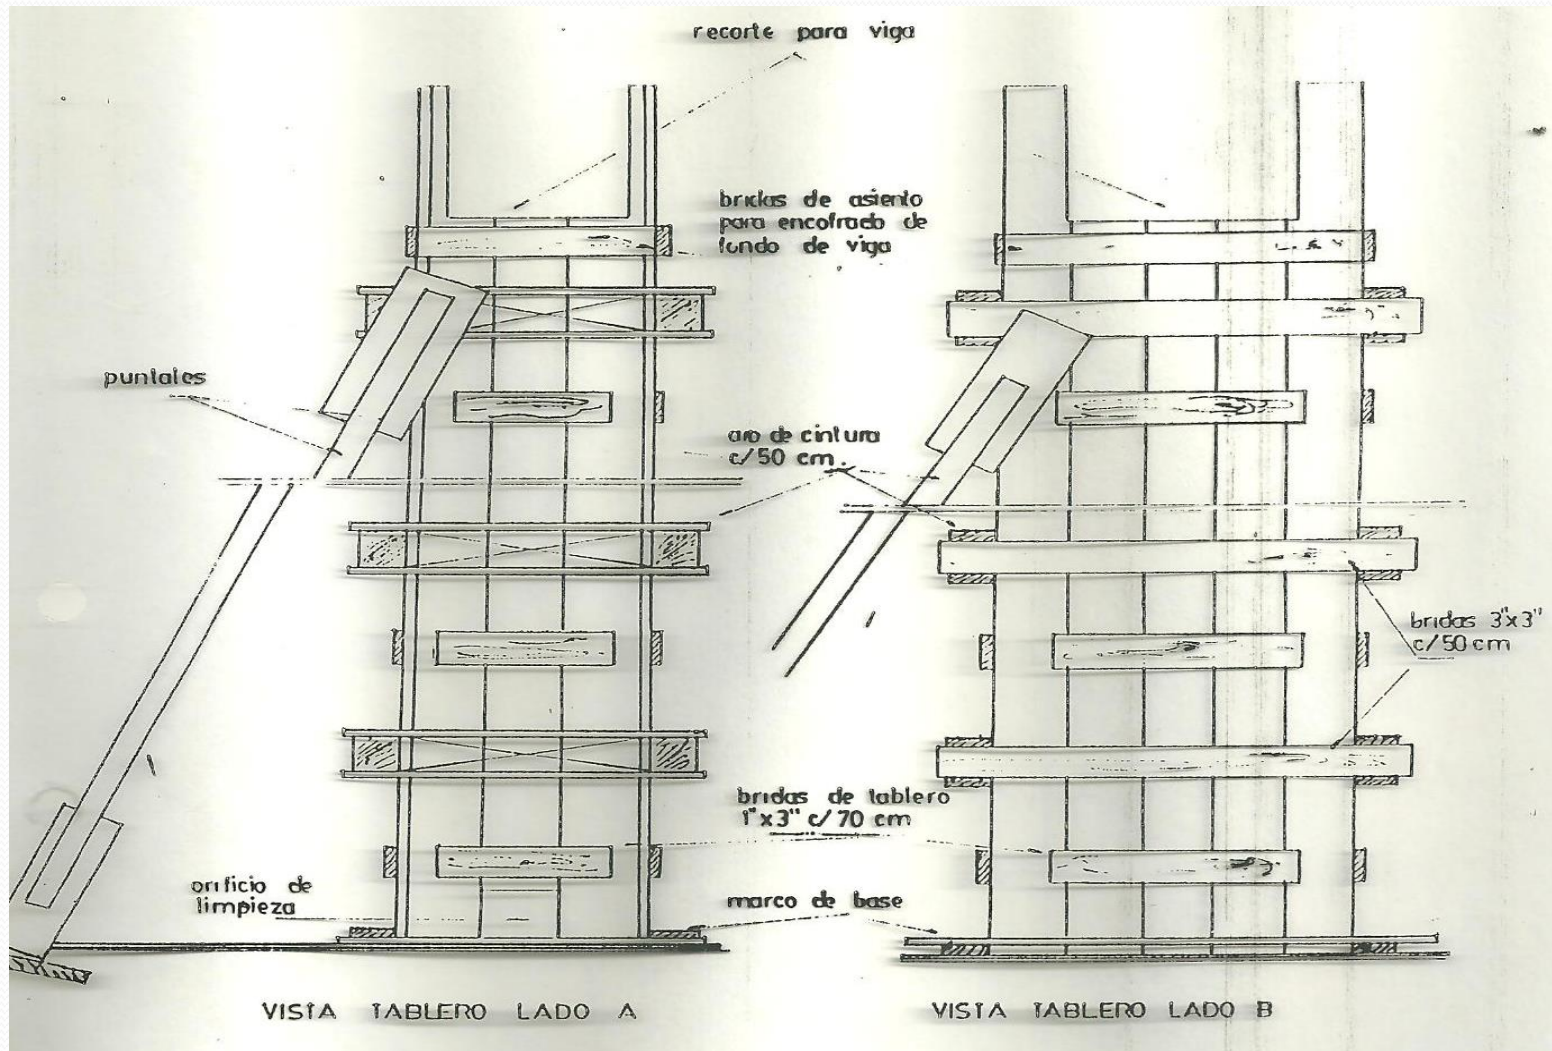 recorte para viga
bridas de asiento
para encofrado de
fondo de viga
puntales
aro de cintura
c/50 cm.
bridas 3"x3"
c/50 cm
bridas de tablero
1"x3" c/70 cm
orificio de
limpieza
marco de base
VISTA TABLERO LADO A
VISTA TABLERO LADO B